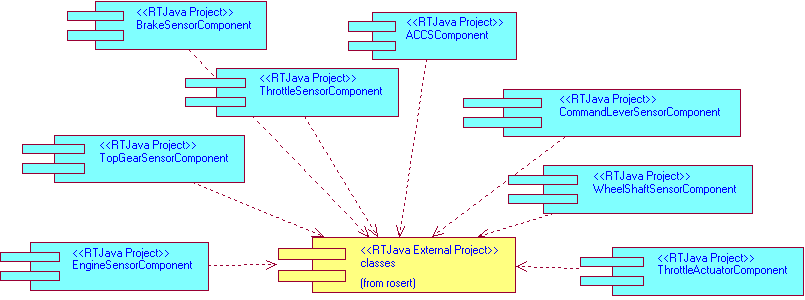 <<RTJava Project>>
BrakeSensorComponent
<<RTJava Project>>
ACCSComponent
<<RTJava Project>>
ThrottleSensorComponent
<<RTJava Project>>
CommandLeverSensorComponent
<<RTJava Project>>
TopGearSensorComponent
<<RTJava Project>>
WheelShaftSensorComponent
<<RTJava Project>>
EngineSensorComponent
<<RTJava External Project>>
classes
(from rosert)
<<RTJava Project>>
ThrottleActuatorComponent